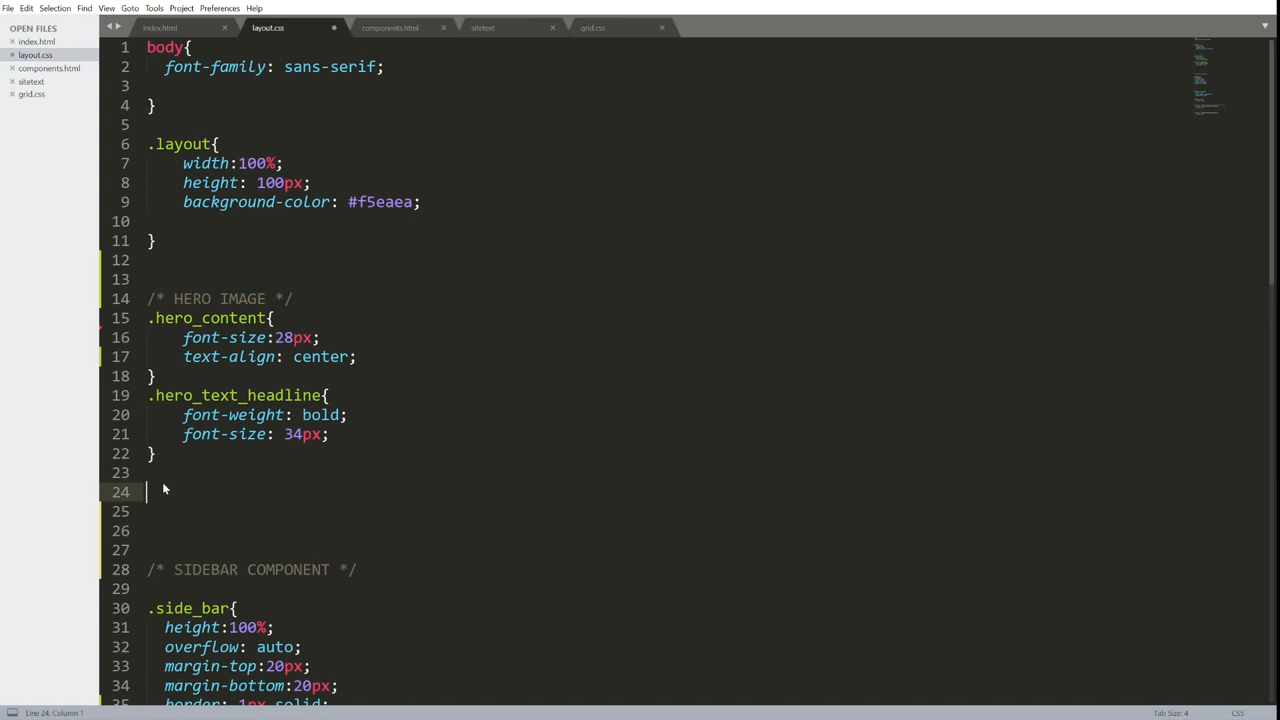 File Edit Selection Find View Goto Tools Project Preferences Help
OPEN FILES
index.html
layout.css
components.html
sitetext
grid.css
index.html layout.css components.html sitetext grid.css
1 body{
2 font-family: sans-serif;
3
4 }
5
6 .layout{
7 width:100%;
8 height: 100px;
9 background-color: #f5eaea;
10
11 }
12
13
14 /* HERO IMAGE */
15 .hero_content{
16 font-size:28px;
17 text-align: center;
18 }
19 .hero_text_headline{
20 font-weight: bold;
21 font-size: 34px;
22 }
23
24
25
26
27
28 /* SIDEBAR COMPONENT */
29
30 .side_bar{
31 height:100%;
32 overflow: auto;
33 margin-top:20px;
34 margin-bottom:20px;
35 border: 1px solid;
Line 24, Column 1 Tab Size: 4 CSS